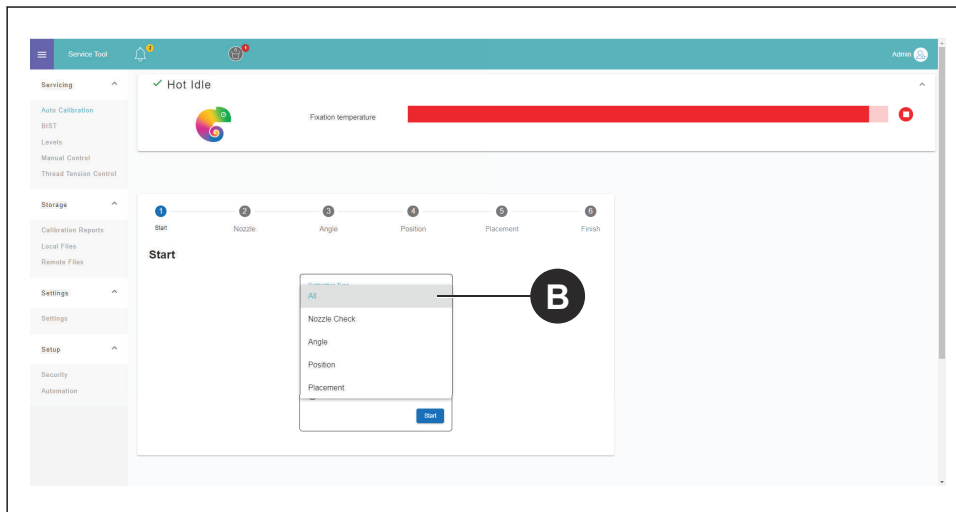 Service Tool
2
1
Admin
Servicing
Auto Calibration
BIST
Levels
Manual Control
Thread Tension Control
Storage
Calibration Reports
Local Files
Remote Files
Settings
Settings
Setup
Security
Automation
Hot Idle
Fixation temperature
1 2 3 4 5 6
Start Nozzle Angle Position Placement Finish
Start
Calibration Type
All
Nozzle Check
Angle
Position
Placement
Start
B